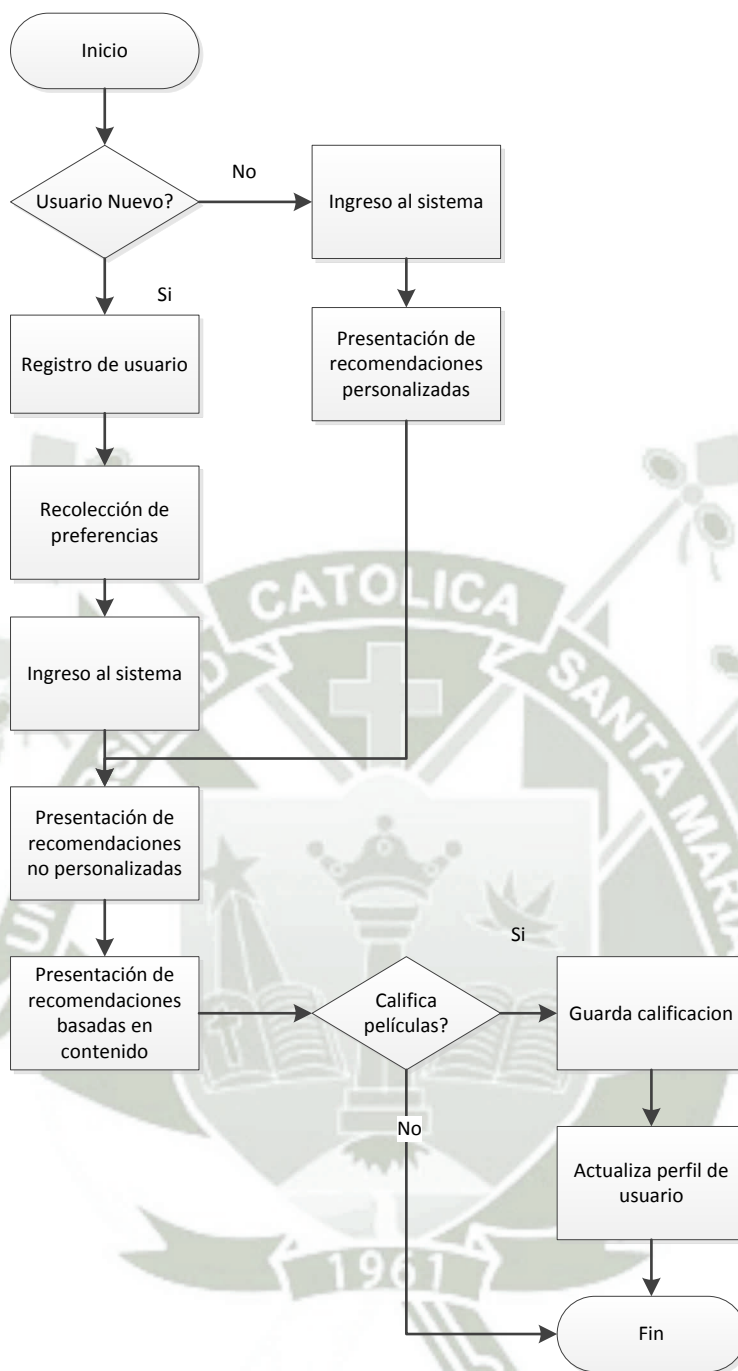 Inicio
Usuario Nuevo?
No
Ingreso al sistema
Si
Registro de usuario
Presentación de
recomendaciones
personalizadas
Recolección de
preferencias
Ingreso al sistema
Presentación de
recomendaciones
no personalizadas
Presentación de
recomendaciones
basadas en
contenido
Califica
películas?
Si
Guarda calificacion
No
Actualiza perfil de
usuario
Fin
CATOLICA
SANTA MARIA
1961